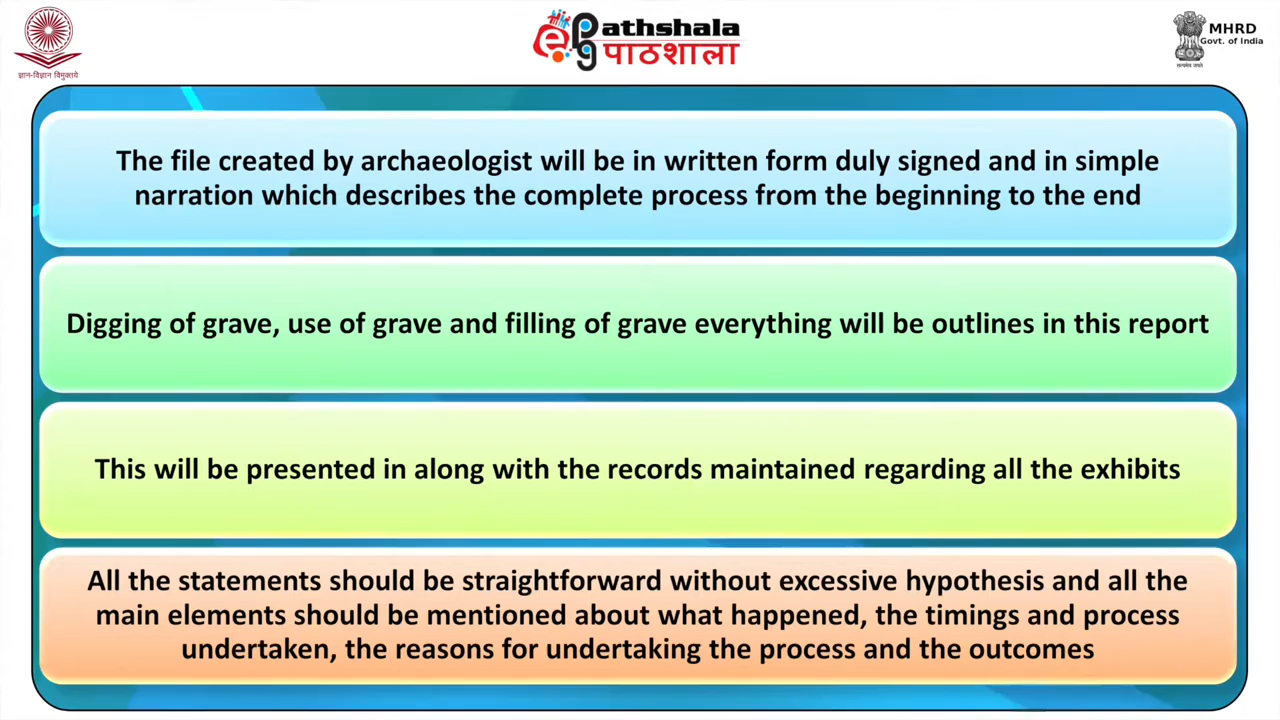 ज्ञान-विज्ञान विमुक्तये
ePG athshala
पाठशाला
सत्यमेव जयते
MHRD
Govt. of India
The file created by archaeologist will be in written form duly signed and in simple
narration which describes the complete process from the beginning to the end
Digging of grave, use of grave and filling of grave everything will be outlines in this report
This will be presented in along with the records maintained regarding all the exhibits
All the statements should be straightforward without excessive hypothesis and all the
main elements should be mentioned about what happened, the timings and process
undertaken, the reasons for undertaking the process and the outcomes